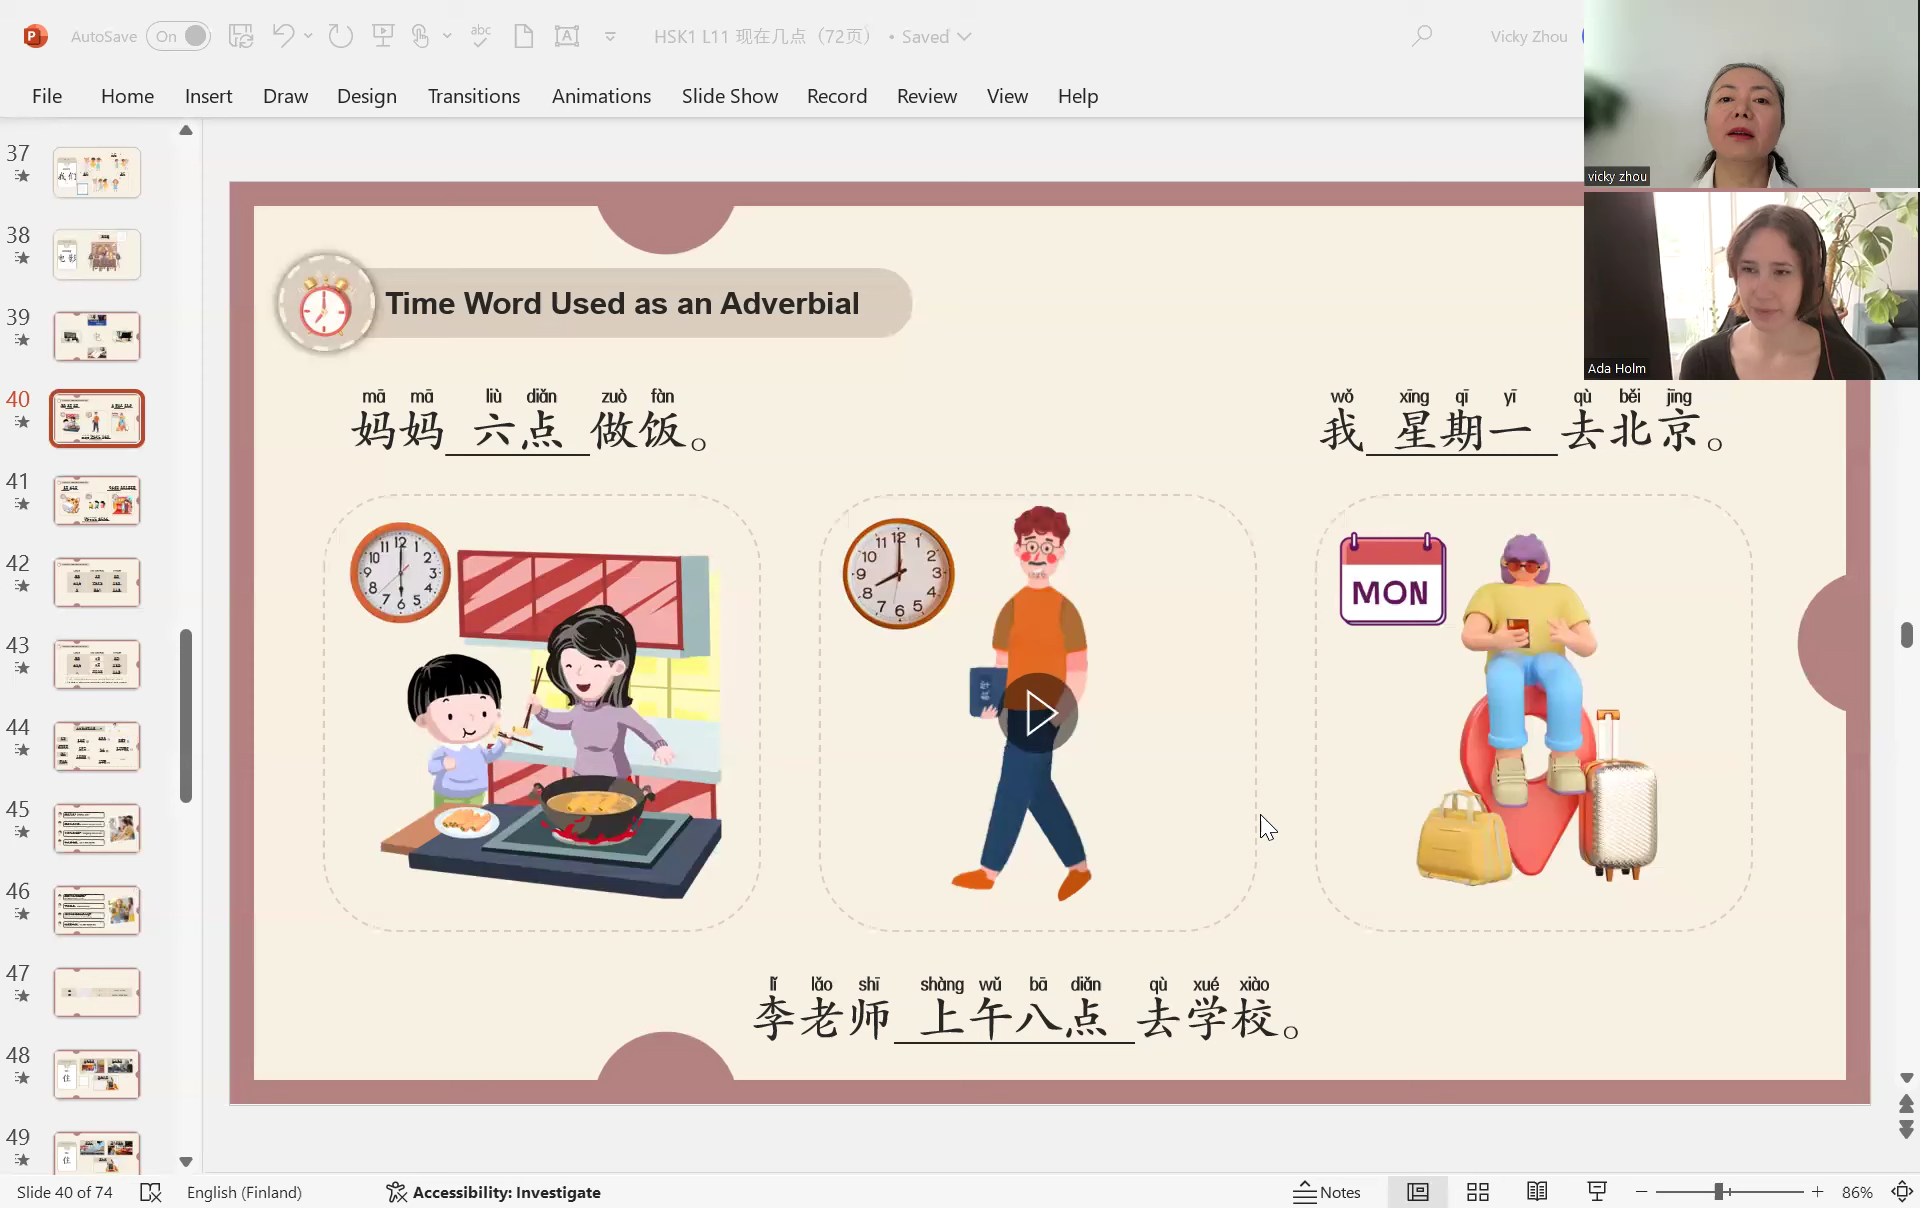 AutoSave On HSK1 L11 现在几点（72页） • Saved Vicky Zhou
File Home Insert Draw Design Transitions Animations Slide Show Record Review View Help
vicky zhou
Ada Holm
37
38
39
40
41
42
43
44
45
46
47
48
49
Time Word Used as an Adverbial
mā mā liù diǎn zuò fàn
妈妈 六点 做饭。
wǒ xīng qī yī qù běi jīng
我 星期一 去北京。
MON
lǐ lǎo shī shàng wǔ bā diǎn qù xué xiào
李老师 上午八点 去学校。
Slide 40 of 74 English (Finland) Accessibility: Investigate Notes 86%